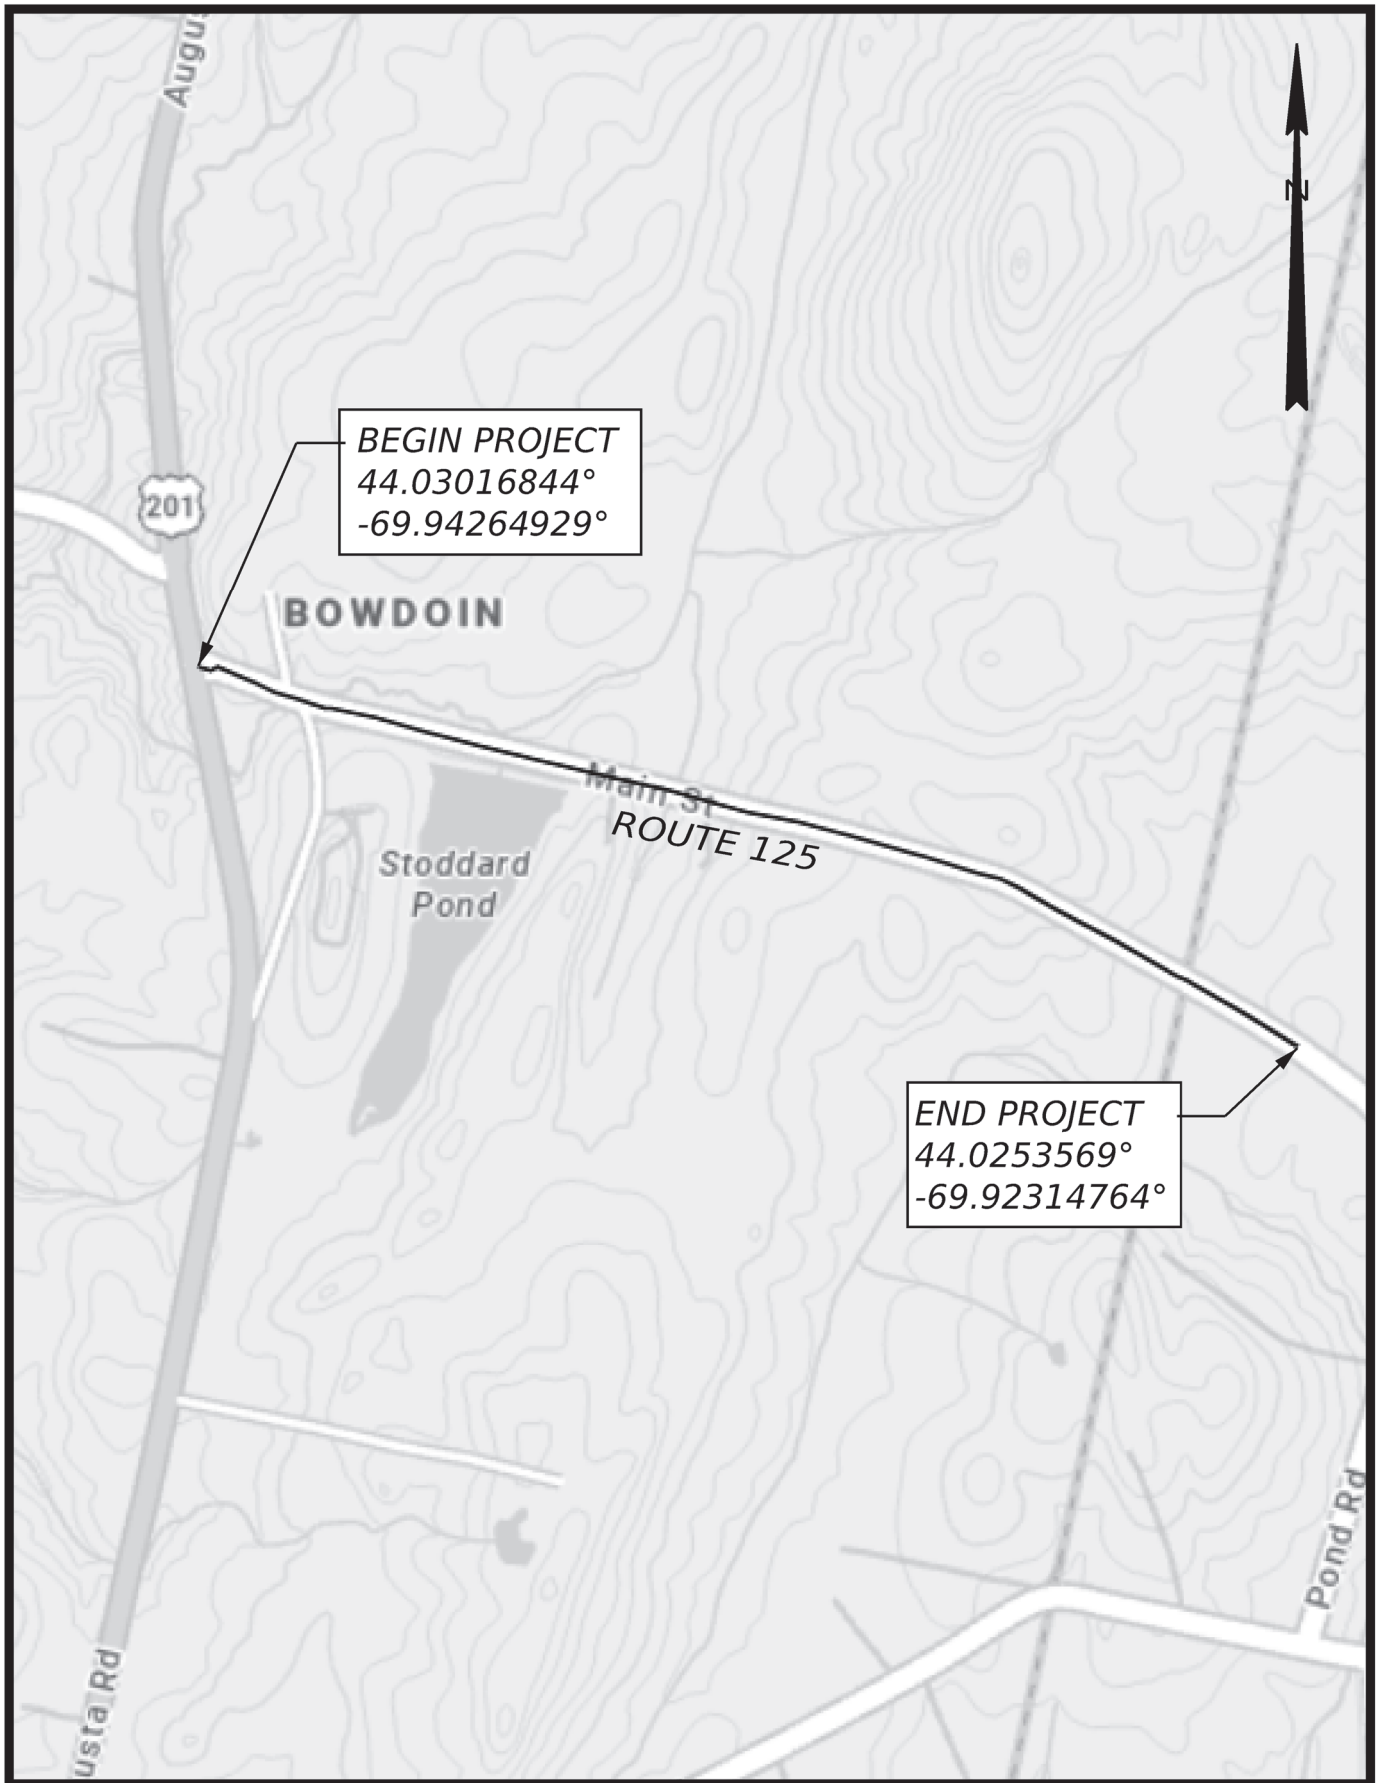 Augus
N
BEGIN PROJECT
44.03016844°
-69.94264929°
201
BOWDOIN
Main St
ROUTE 125
Stoddard
Pond
END PROJECT
44.0253569°
-69.92314764°
Pond Rd
usta Rd